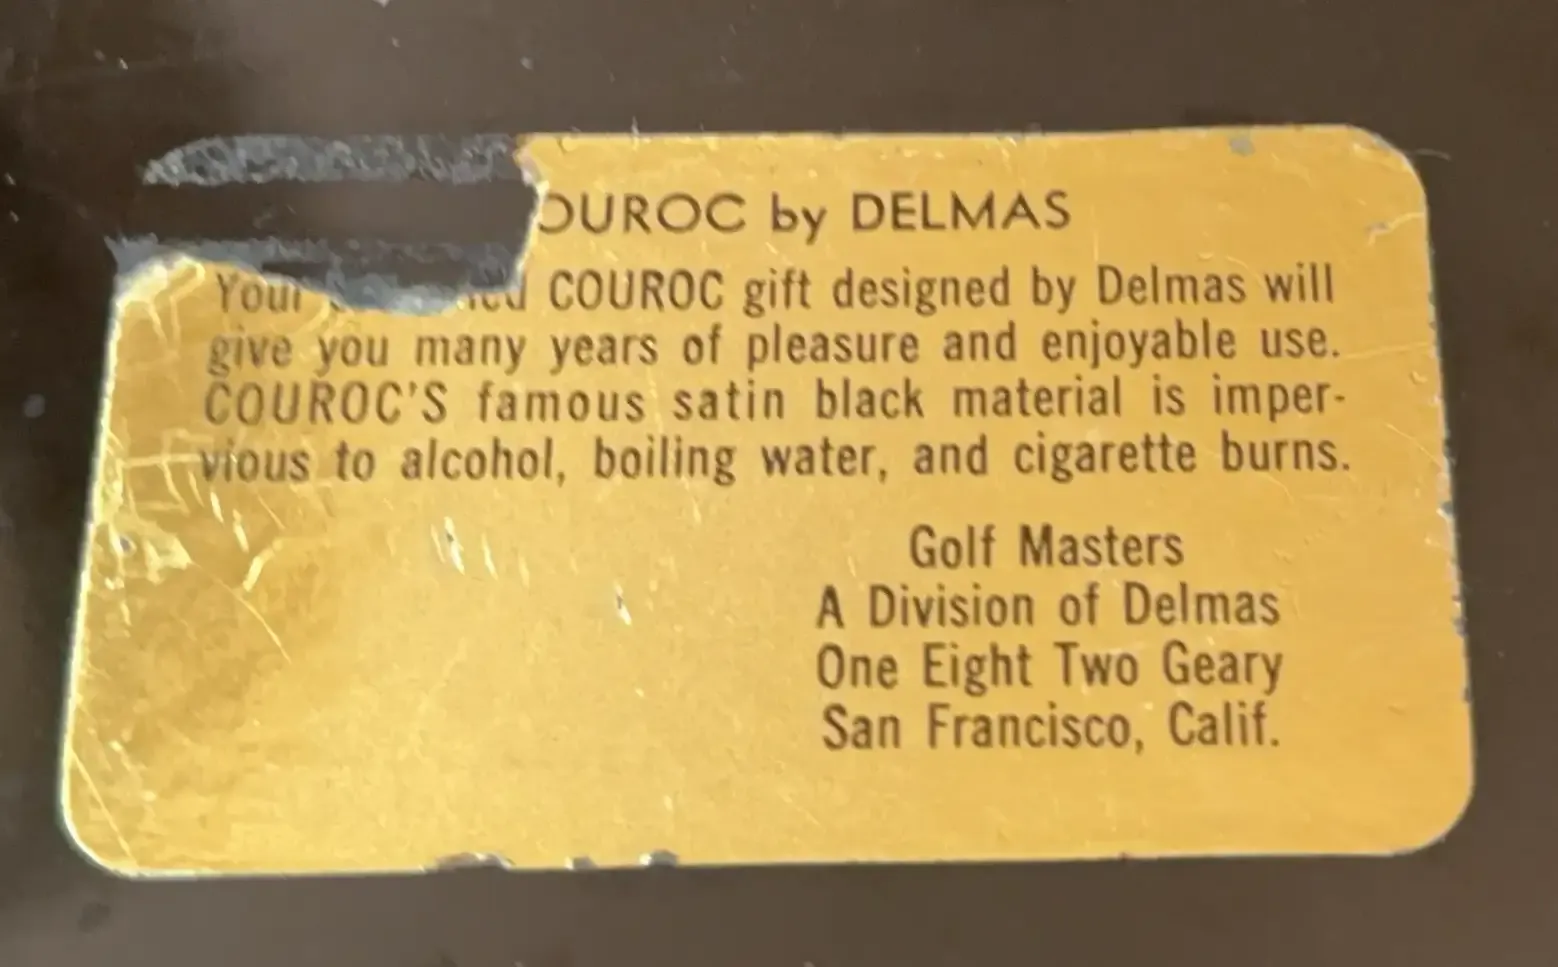 OUROC by DELMAS
Your COUROC gift designed by Delmas will
give you many years of pleasure and enjoyable use.
COUROC'S famous satin black material is imper-
vious to alcohol, boiling water, and cigarette burns.
Golf Masters
A Division of Delmas
One Eight Two Geary
San Francisco, Calif.